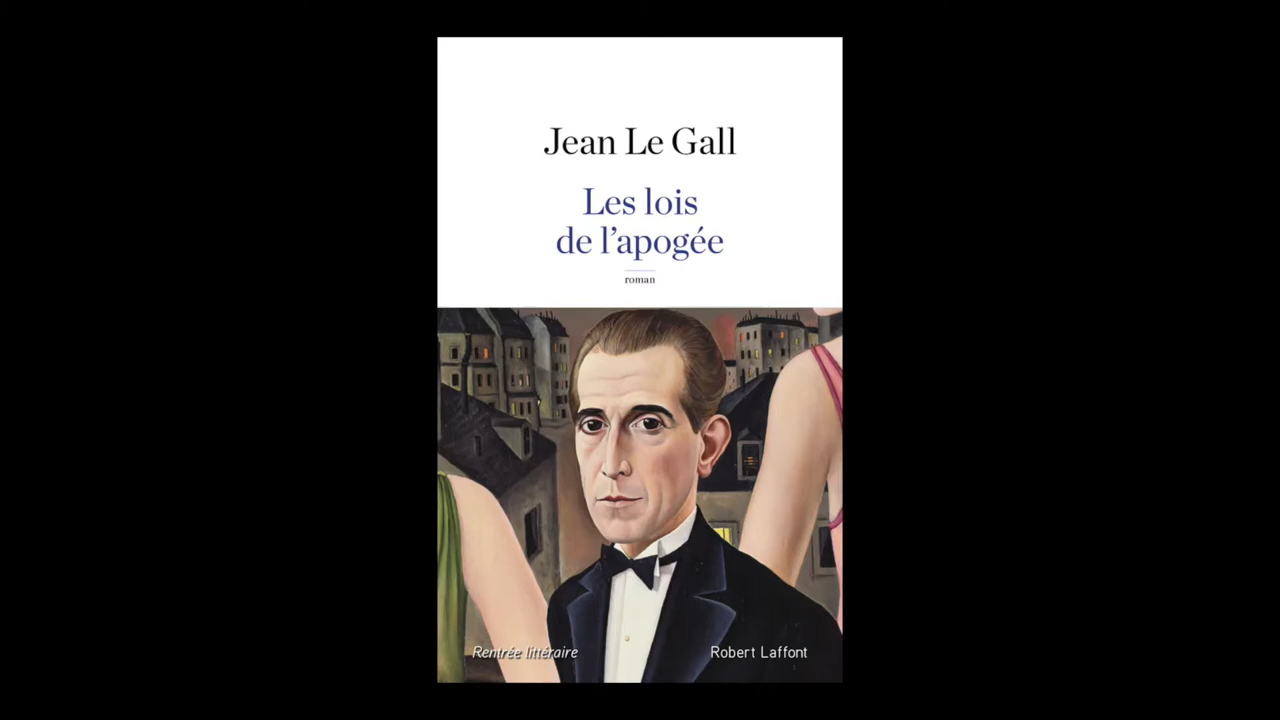 Jean Le Gall
Les lois
de l’apogée
roman
Rentrée littéraire
Robert Laffont